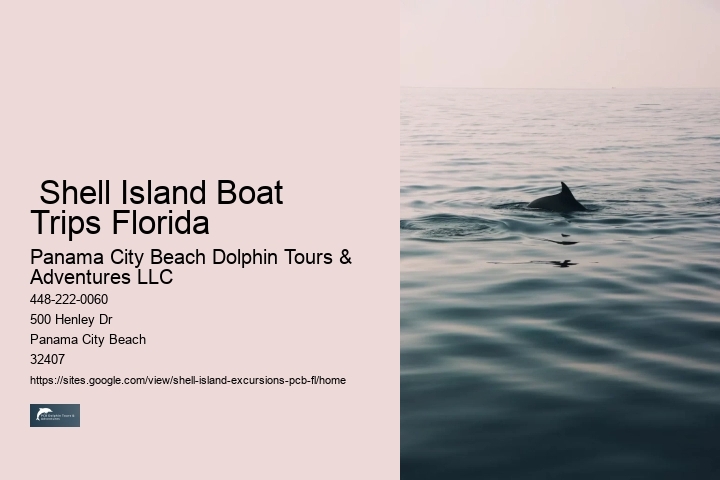 Shell Island Boat
Trips Florida
Panama City Beach Dolphin Tours &
Adventures LLC
448-222-0060
500 Henley Dr
Panama City Beach
32407
https://sites.google.com/view/shell-island-excursions-pcb-fl/home